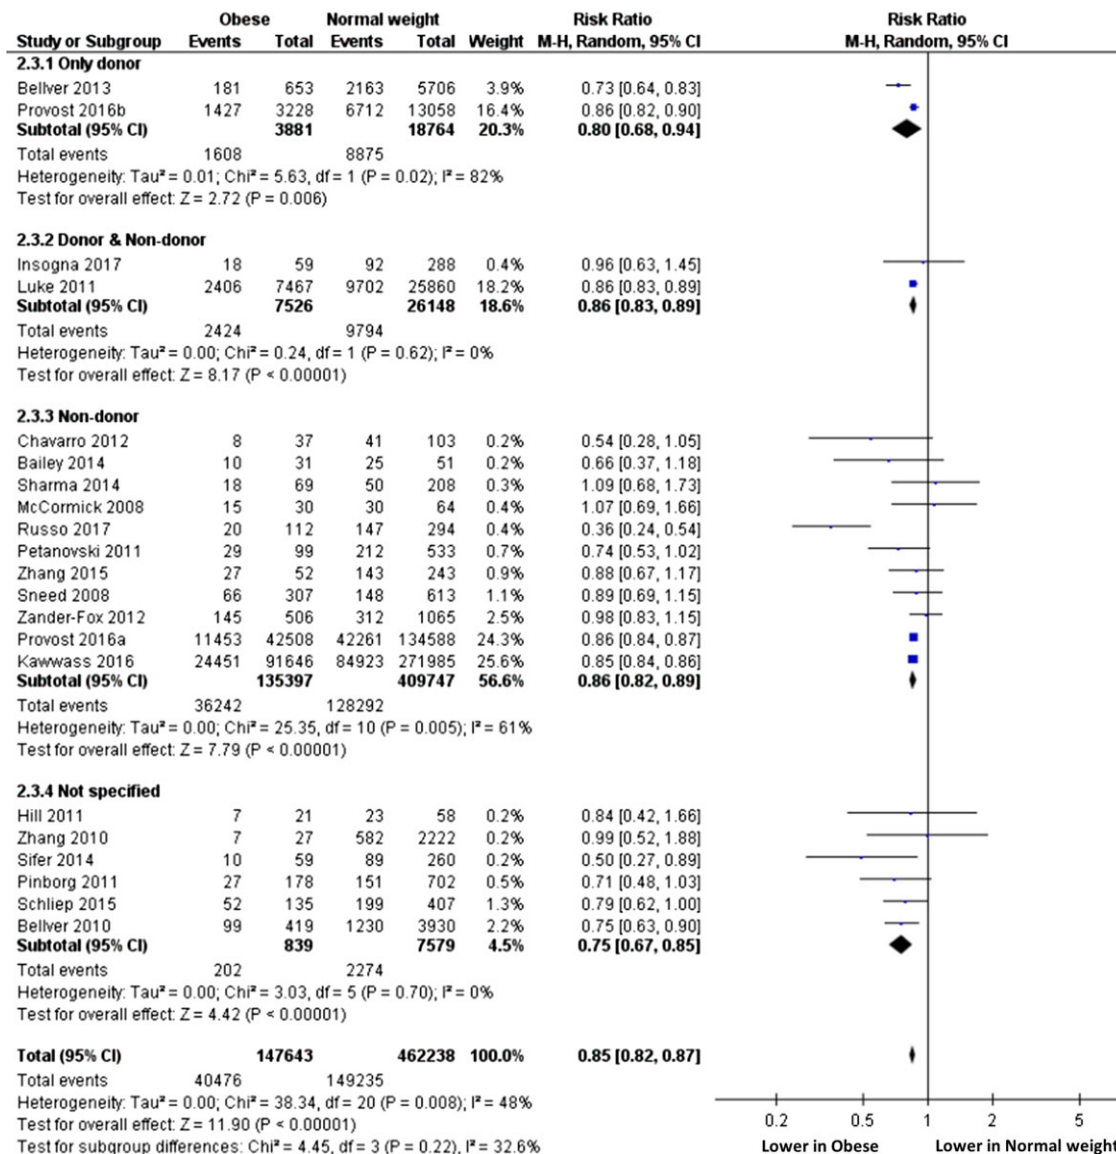 Obese Normal weight Risk Ratio Risk Ratio
Study or Subgroup Events Total Events Total Weight M-H, Random, 95% CI M-H, Random, 95% CI
2.3.1 Only donor
Bellver 2013 181 653 2163 5706 3.9% 0.73 [0.64, 0.83]
Provost 2016b 1427 3228 6712 13058 16.4% 0.86 [0.82, 0.90]
Subtotal (95% CI) 3881 18764 20.3% 0.80 [0.68, 0.94]
Total events 1608 8875
Heterogeneity: Tau² = 0.01; Chi² = 5.63, df = 1 (P = 0.02); I² = 82%
Test for overall effect: Z = 2.72 (P = 0.006)
2.3.2 Donor & Non-donor
Insogna 2017 18 59 92 288 0.4% 0.96 [0.63, 1.45]
Luke 2011 2406 7467 9702 25860 18.2% 0.86 [0.83, 0.89]
Subtotal (95% CI) 7526 26148 18.6% 0.86 [0.83, 0.89]
Total events 2424 9794
Heterogeneity: Tau² = 0.00; Chi² = 0.24, df = 1 (P = 0.62); I² = 0%
Test for overall effect: Z = 8.17 (P < 0.00001)
2.3.3 Non-donor
Chavarro 2012 8 37 41 103 0.2% 0.54 [0.28, 1.05]
Bailey 2014 10 31 25 51 0.2% 0.66 [0.37, 1.18]
Sharma 2014 18 69 50 208 0.3% 1.09 [0.68, 1.73]
McCormick 2008 15 30 30 64 0.4% 1.07 [0.69, 1.66]
Russo 2017 20 112 147 294 0.4% 0.36 [0.24, 0.54]
Petanovski 2011 29 99 212 533 0.7% 0.74 [0.53, 1.02]
Zhang 2015 27 52 143 243 0.9% 0.88 [0.67, 1.17]
Sneed 2008 66 307 148 613 1.1% 0.89 [0.69, 1.15]
Zander-Fox 2012 145 506 312 1065 2.5% 0.98 [0.83, 1.15]
Provost 2016a 11453 42508 42261 134588 24.3% 0.86 [0.84, 0.87]
Kawwass 2016 24451 91646 84923 271985 25.6% 0.85 [0.84, 0.86]
Subtotal (95% CI) 135397 409747 56.6% 0.86 [0.82, 0.89]
Total events 36242 128292
Heterogeneity: Tau² = 0.00; Chi² = 25.35, df = 10 (P = 0.005); I² = 61%
Test for overall effect: Z = 7.79 (P < 0.00001)
2.3.4 Not specified
Hill 2011 7 21 23 58 0.2% 0.84 [0.42, 1.66]
Zhang 2010 7 27 582 2222 0.2% 0.99 [0.52, 1.88]
Sifer 2014 10 59 89 260 0.2% 0.50 [0.27, 0.89]
Pinborg 2011 27 178 151 702 0.5% 0.71 [0.48, 1.03]
Schliep 2015 52 135 199 407 1.3% 0.79 [0.62, 1.00]
Bellver 2010 99 419 1230 3930 2.2% 0.75 [0.63, 0.90]
Subtotal (95% CI) 839 7579 4.5% 0.75 [0.67, 0.85]
Total events 202 2274
Heterogeneity: Tau² = 0.00; Chi² = 3.03, df = 5 (P = 0.70); I² = 0%
Test for overall effect: Z = 4.42 (P < 0.00001)
Total (95% CI) 147643 462238 100.0% 0.85 [0.82, 0.87]
Total events 40476 149235
Heterogeneity: Tau² = 0.00; Chi² = 38.34, df = 20 (P = 0.008); I² = 48%
Test for overall effect: Z = 11.90 (P < 0.00001)
Test for subgroup differences: Chi² = 4.45, df = 3 (P = 0.22), I² = 32.6%
0.2 0.5 1 2 5
Lower in Obese Lower in Normal weight